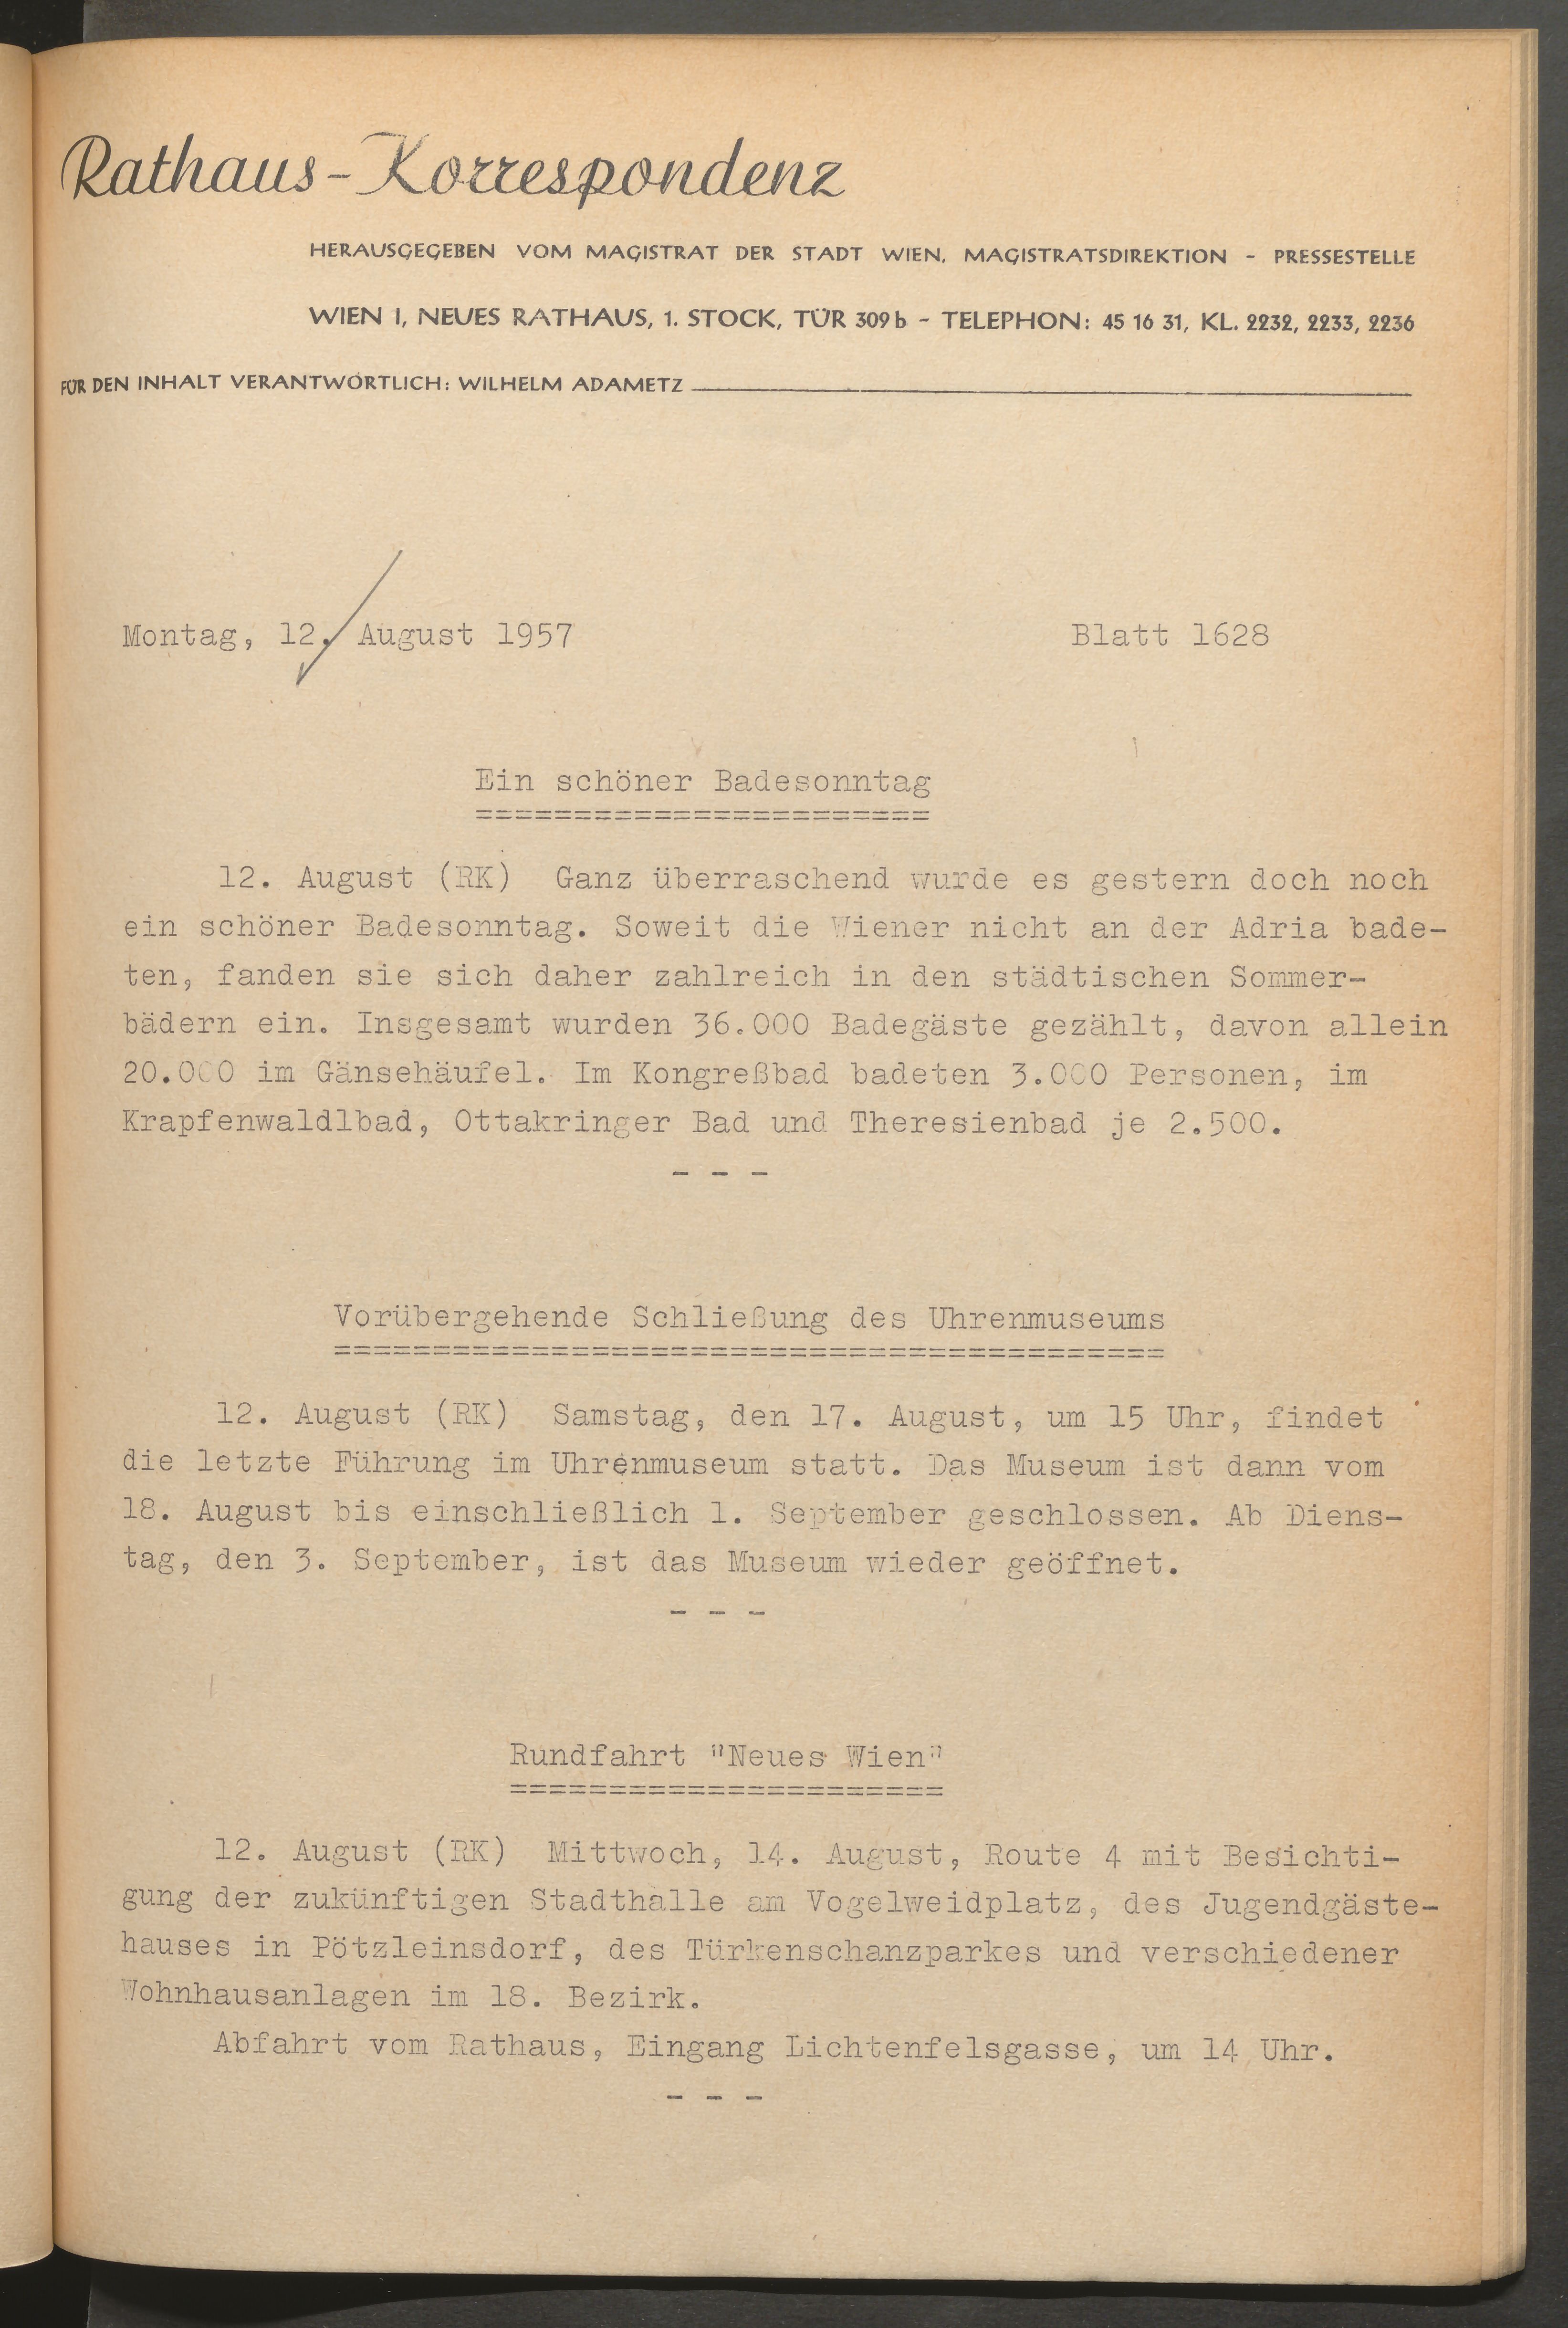 Rathaus-Korrespondenz
HERAUSGEGEBEN VOM MAGISTRAT DER STADT WIEN, MAGISTRATSDIREKTION - PRESSESTELLE
WIEN I, NEUES RATHAUS, 1. STOCK, TÜR 309b - TELEPHON: 45 16 31, KL. 2232, 2233, 2236
FÜR DEN INHALT VERANTWORTLICH: WILHELM ADAMETZ
Montag, 12. August 1957 Blatt 1628
Ein schöner Badesonntag
=======================
12. August (RK) Ganz überraschend wurde es gestern doch noch
ein schöner Badesonntag. Soweit die Wiener nicht an der Adria bade-
ten, fanden sie sich daher zahlreich in den städtischen Sommer-
bädern ein. Insgesamt wurden 36.000 Badegäste gezählt, davon allein
20.000 im Gänsehäufel. Im Kongreßbad badeten 3.000 Personen, im
Krapfenwaldlbad, Ottakringer Bad und Theresienbad je 2.500.
- - -
Vorübergehende Schließung des Uhrenmuseums
==========================================
12. August (RK) Samstag, den 17. August, um 15 Uhr, findet
die letzte Führung im Uhrenmuseum statt. Das Museum ist dann vom
18. August bis einschließlich 1. September geschlossen. Ab Diens-
tag, den 3. September, ist das Museum wieder geöffnet.
- - -
Rundfahrt "Neues Wien"
======================
12. August (RK) Mittwoch, 14. August, Route 4 mit Besichti-
gung der zukünftigen Stadthalle am Vogelweidplatz, des Jugendgäste-
hauses in Pötzleinsdorf, des Türkenschanzparkes und verschiedener
Wohnhausanlagen im 18. Bezirk.
Abfahrt vom Rathaus, Eingang Lichtenfelsgasse, um 14 Uhr.
- - -